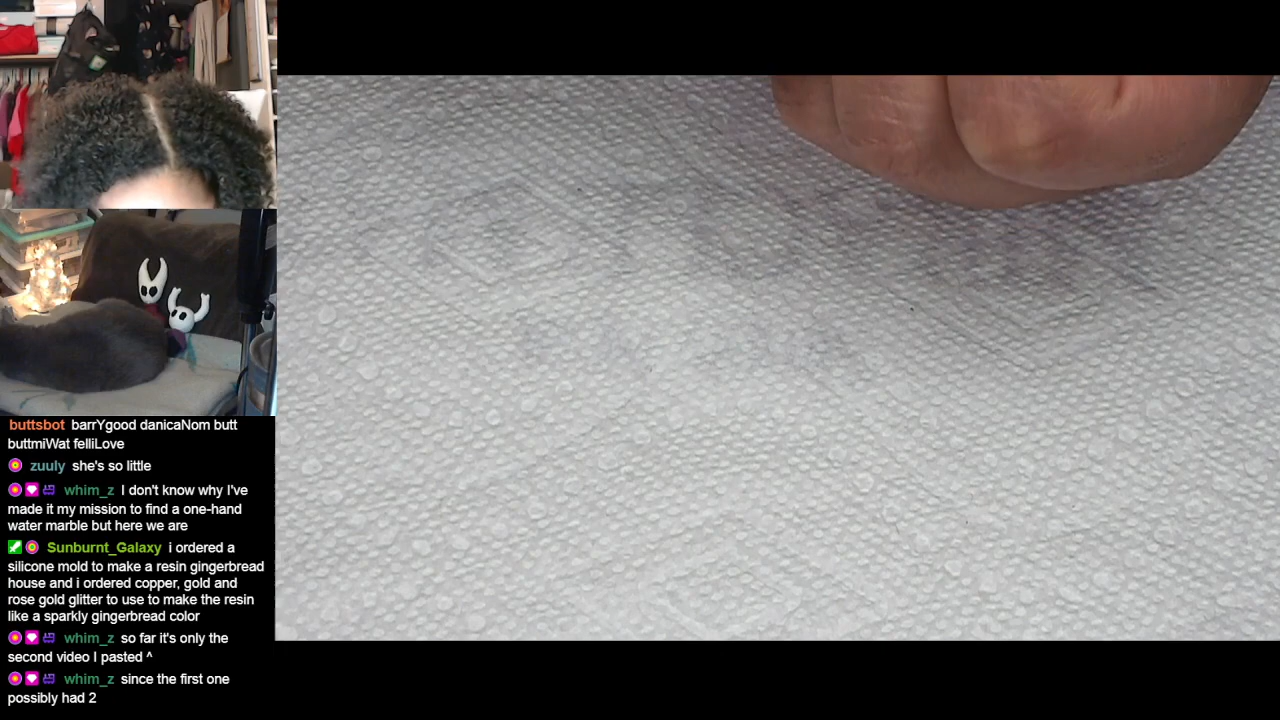 buttsbot barrYgood danicaNom butt
buttmiWat felliLove
zuuly she's so little
whim_z I don't know why I've
made it my mission to find a one-hand
water marble but here we are
Sunburnt_Galaxy i ordered a
silicone mold to make a resin gingerbread
house and i ordered copper, gold and
rose gold glitter to use to make the resin
like a sparkly gingerbread color
whim_z so far it's only the
second video I pasted ^
whim_z since the first one
possibly had 2